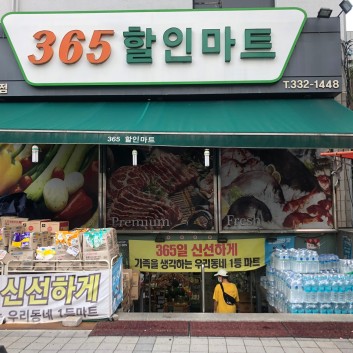 365 할인마트
점
T.332-1448
365 할인마트
Premium
Fresh
365일 신선하게
가족을 생각하는 우리동네 1등 마트
신선하게
는 우리동네 1등마트